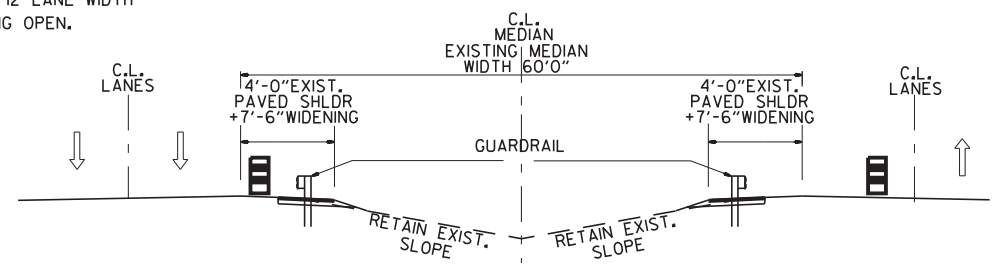 12' LANE WIDTH
NG OPEN.
C.L.
MEDIAN
EXISTING MEDIAN
WIDTH 60'0"
C.L.
LANES
4'-0"EXIST.
PAVED SHLDR
+7'-6"WIDENING
4'-0"EXIST.
PAVED SHLDR
+7'-6"WIDENING
C.L.
LANES
GUARDRAIL
RETAIN EXIST.
SLOPE
RETAIN EXIST.
SLOPE